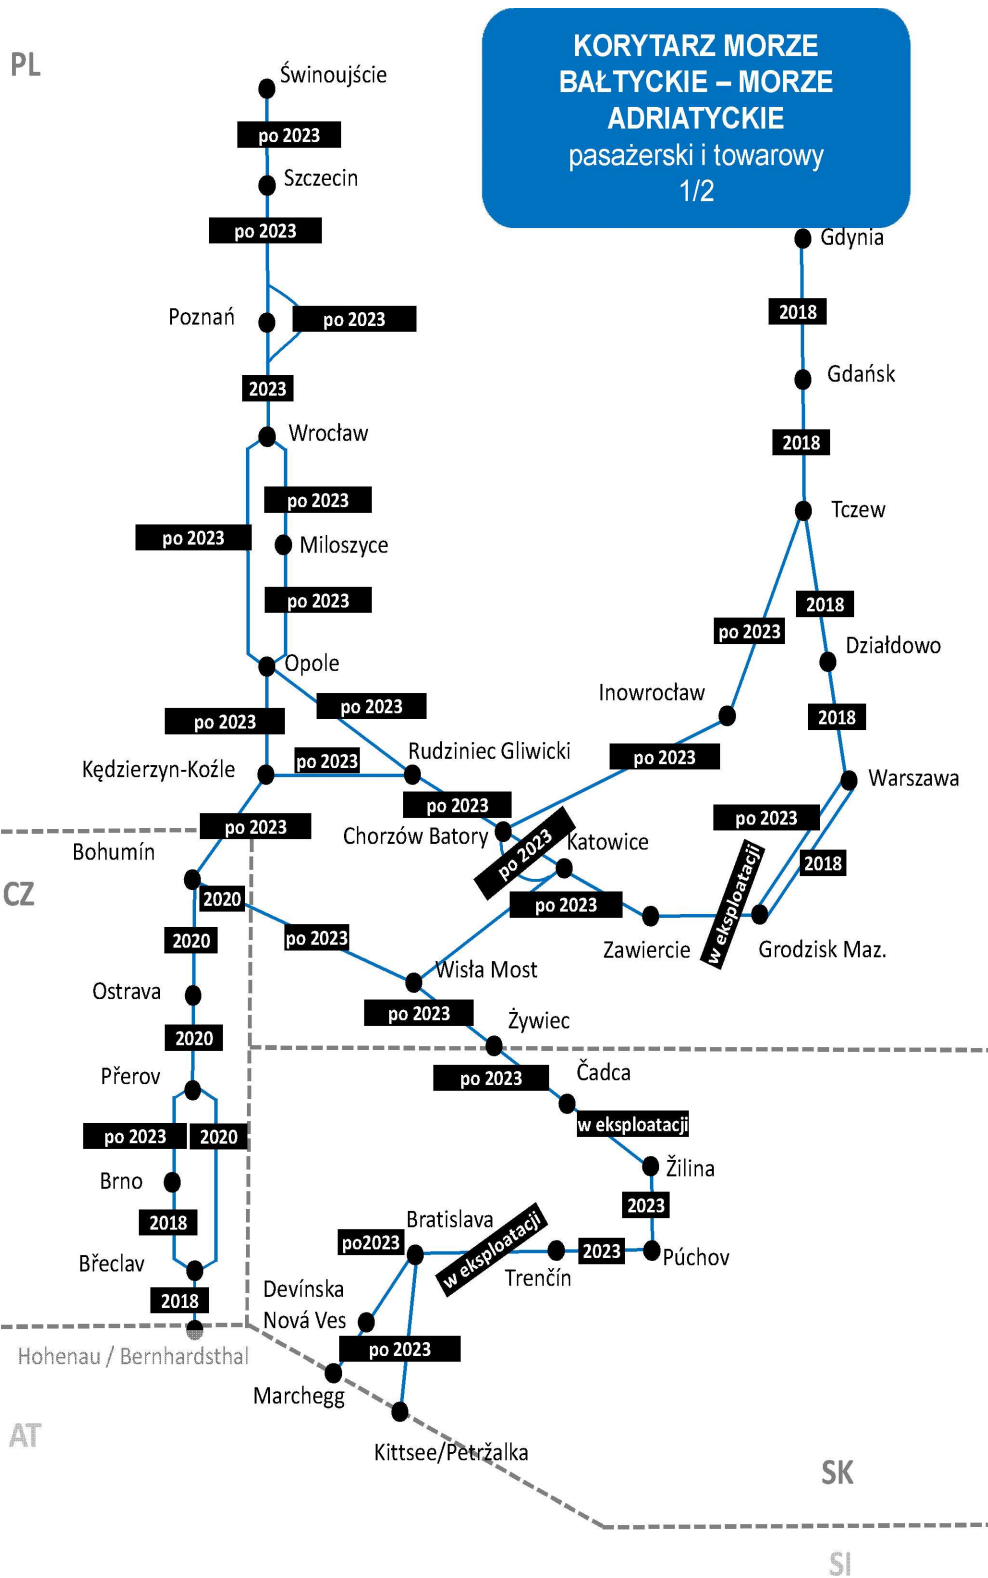 KORYTARZ MORZE
BAŁTYCKIE – MORZE
ADRIATYCKIE
pasażerski i towarowy
1/2
PL
Świnoujście
po 2023
Szczecin
po 2023
Gdynia
2018
Poznań
po 2023
Gdańsk
2023
Wrocław
2018
po 2023
Tczew
po 2023
Miloszyce
po 2023
2018
po 2023
Działdowo
Opole
Inowrocław
po 2023
po 2023
2018
Rudziniec Gliwicki
po 2023
Kędzierzyn-Koźle
po 2023
Warszawa
po 2023
po 2023
po 2023
Chorzów Batory
Katowice
po 2023
Bohumín
2018
CZ
2020
po 2023
w eksploatacji
po 2023
2020
Zawiercie
Grodzisk Maz.
Wisła Most
Ostrava
po 2023
Żywiec
2020
Přerov
po 2023
Čadca
w eksploatacji
po 2023
2020
Žilina
Brno
2023
2018
Bratislava
po2023
w eksploatacji
2023
Púchov
Břeclav
Trenčín
Devínska
Nová Ves
2018
po 2023
Hohenau / Bernhardsthal
Marchegg
AT
Kittsee/Petržalka
SK
SI